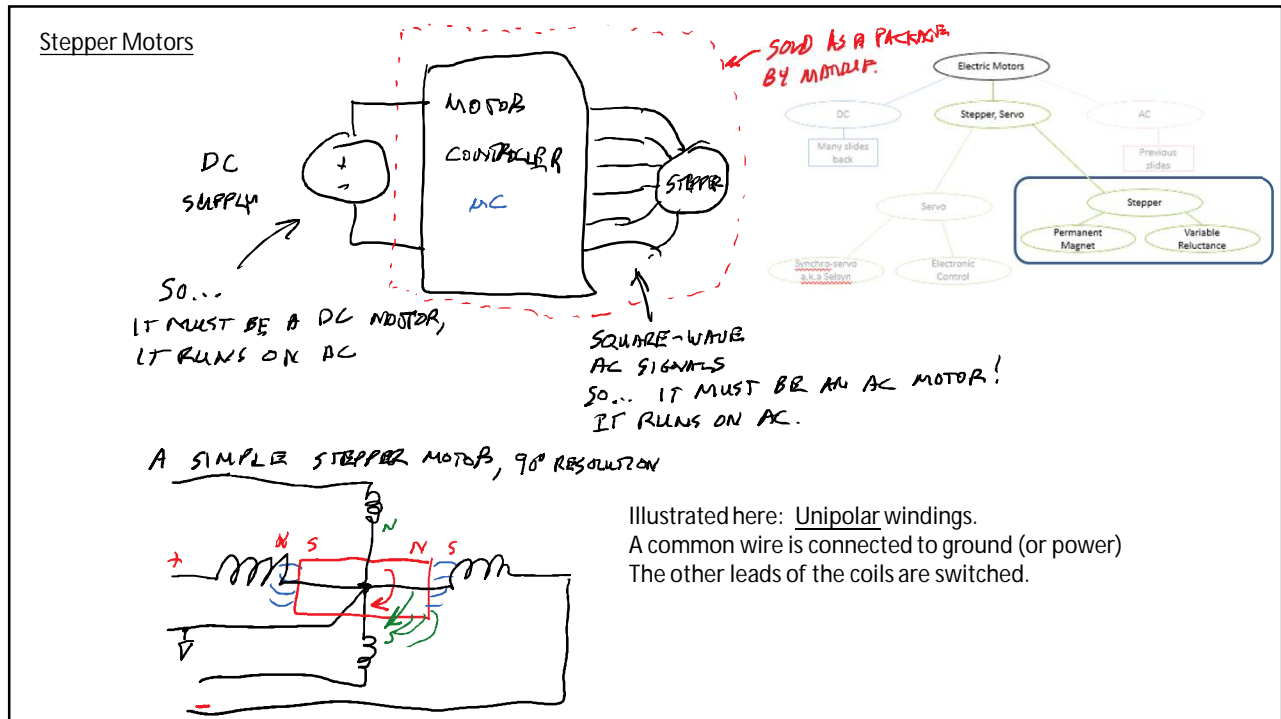 Stepper Motors
SOLD AS A PACKAGE
BY MANUF.
DC
SUPPLY
+
-
MOTOR
CONTROLLER
µC
STEPPER
SO...
IT MUST BE A DC MOTOR,
IT RUNS ON DC
SQUARE-WAVE
AC SIGNALS
SO... IT MUST BE AN AC MOTOR!
IT RUNS ON AC.
Electric Motors
DC
Stepper, Servo
AC
Many slides
back
Previous
slides
Servo
Stepper
Permanent
Magnet
Variable
Reluctance
Synchro-servo
a.k.a Selsyn
Electronic
Control
A SIMPLE STEPPER MOTOR, 90° RESOLUTION
N
+
N
S
N
S
S
-
Illustrated here: Unipolar windings.
A common wire is connected to ground (or power)
The other leads of the coils are switched.